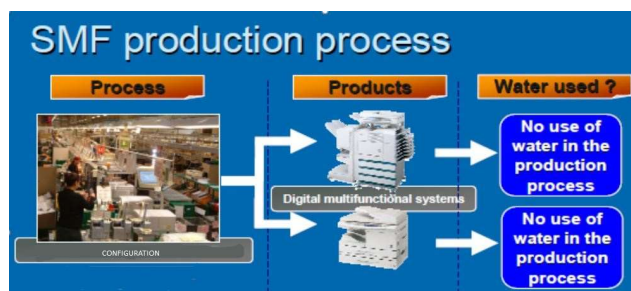 SMF production process
Process
Products
Water used ?
No use of
water in the
production
process
Digital multifunctional systems
No use of
water in the
production
process
CONFIGURATION